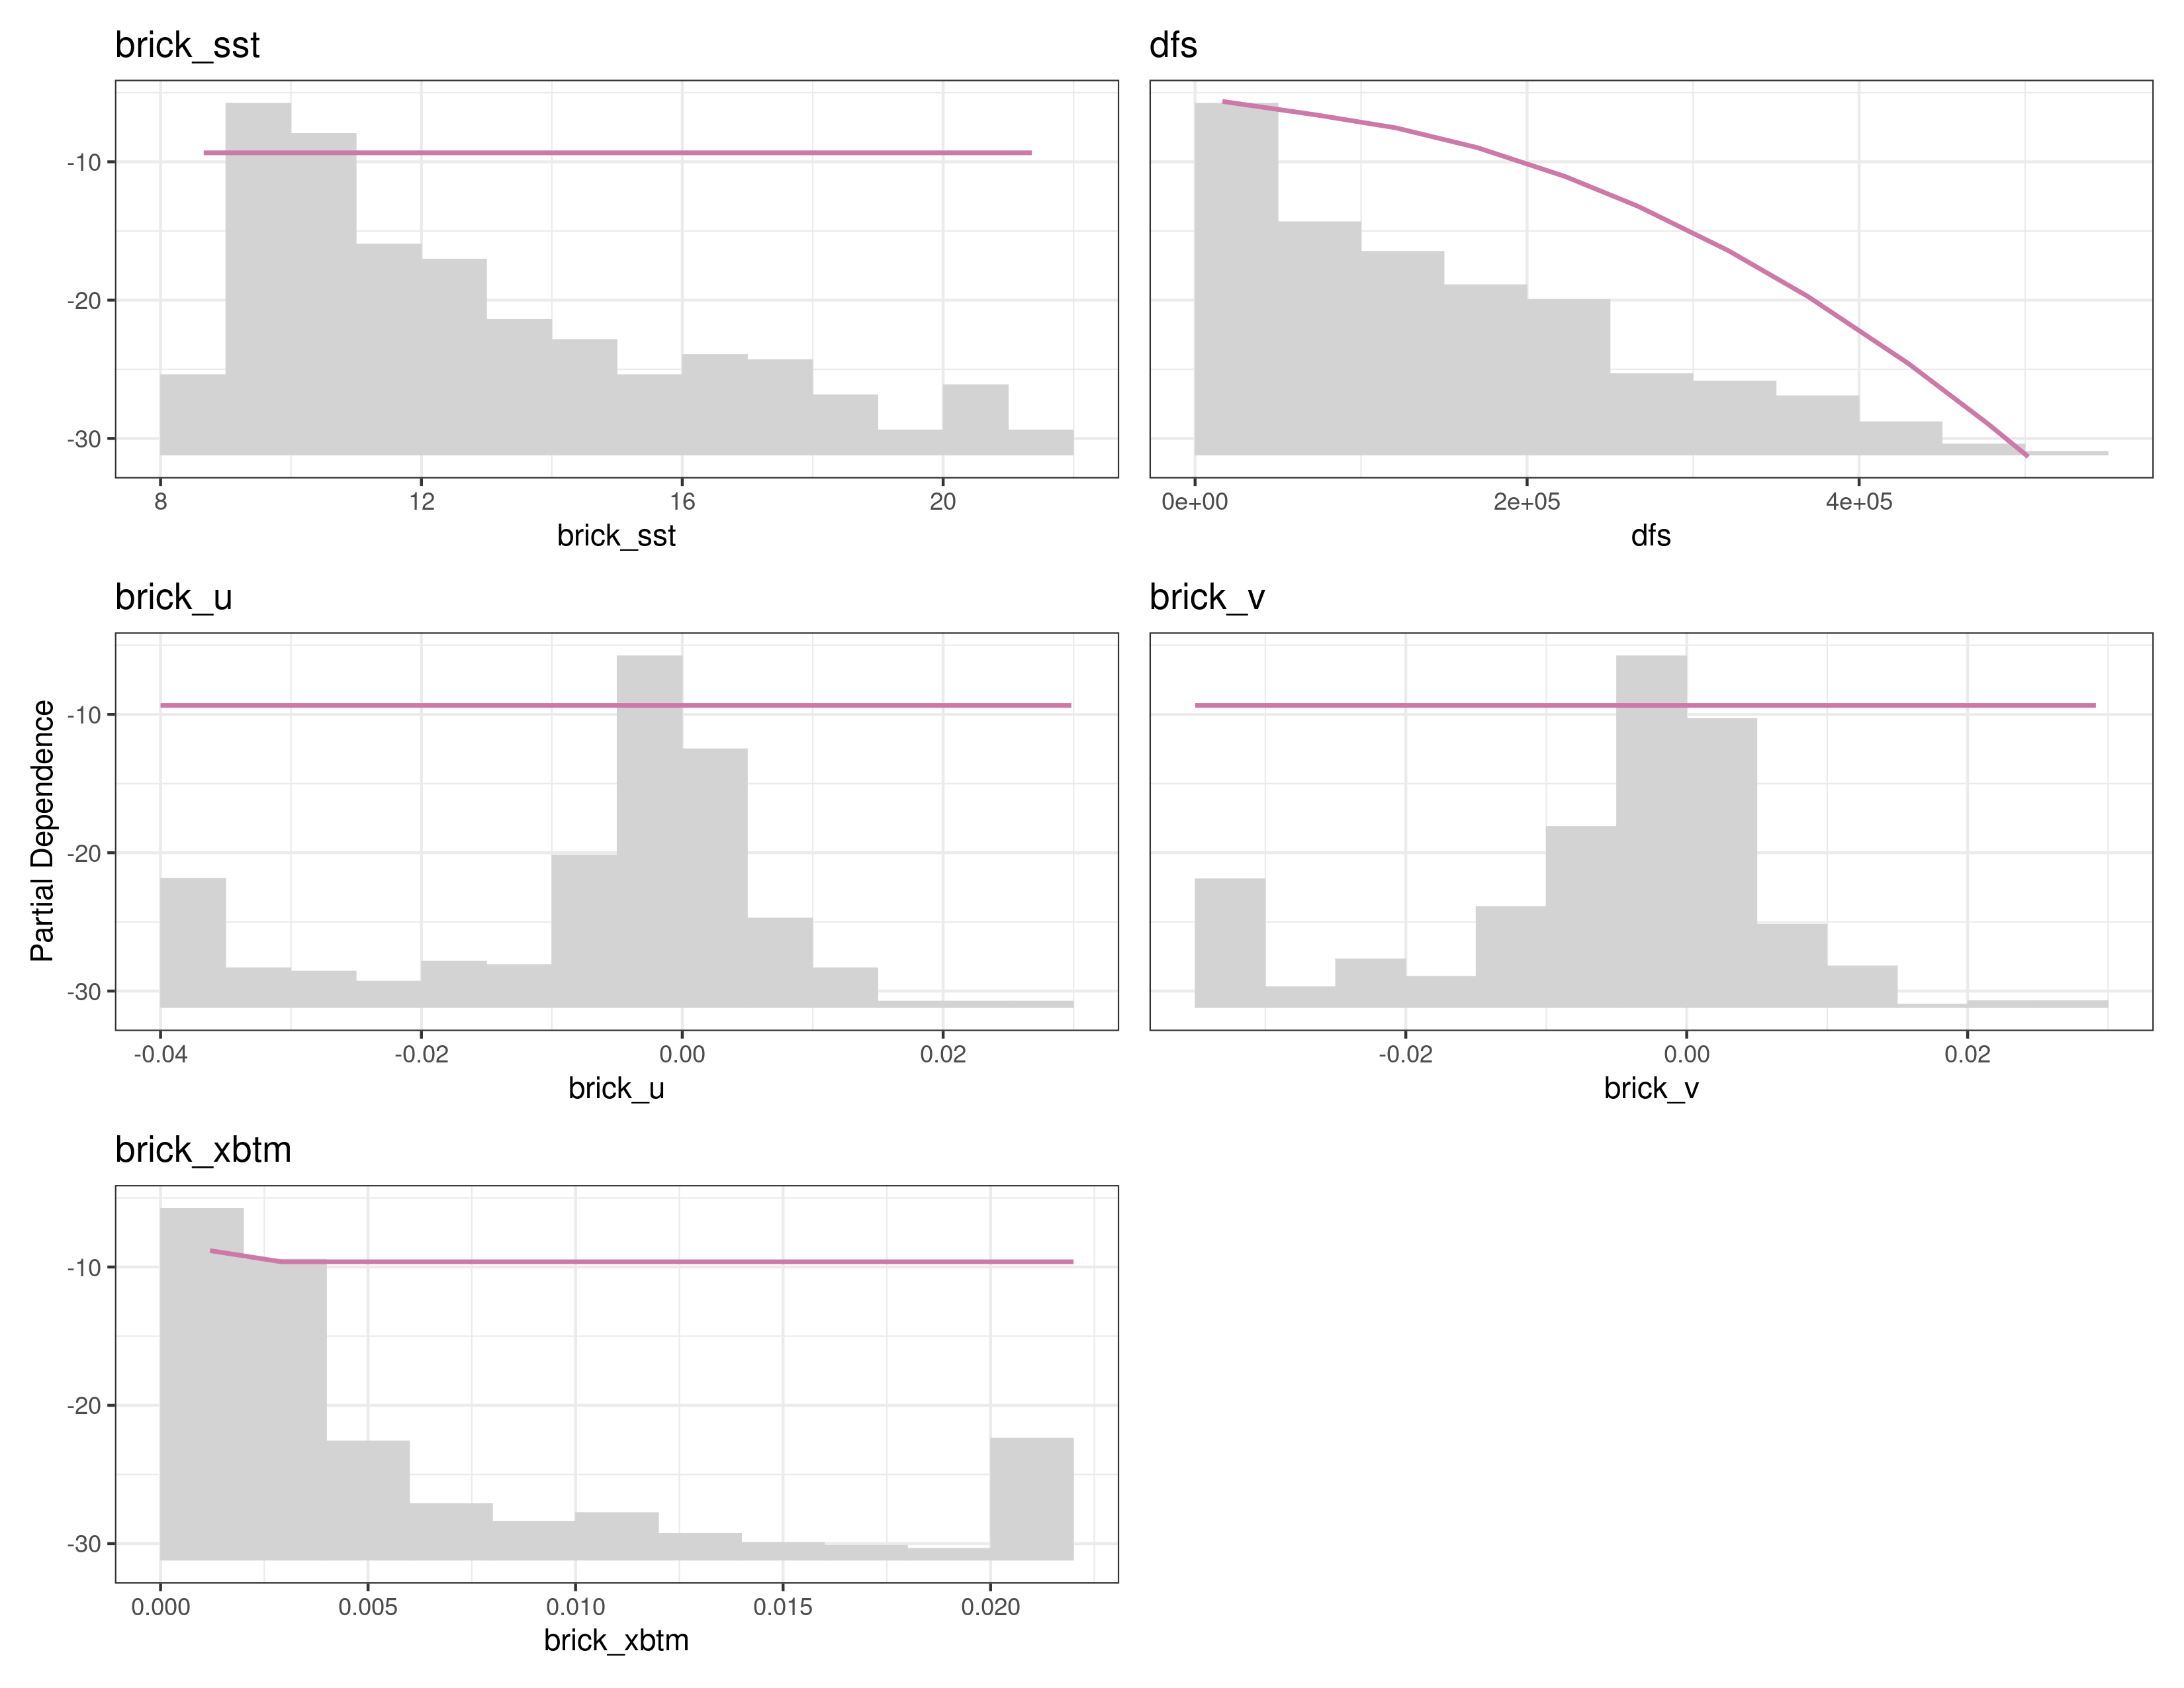 brick_sst
dfs
-10
-20
-30
8 12 16 20
0e+00 2e+05 4e+05
brick_sst
dfs
brick_u
brick_v
Partial Dependence
-10
-20
-30
-0.04 -0.02 0.00 0.02
-0.02 0.00 0.02
brick_u
brick_v
brick_xbtm
-10
-20
-30
0.000 0.005 0.010 0.015 0.020
brick_xbtm